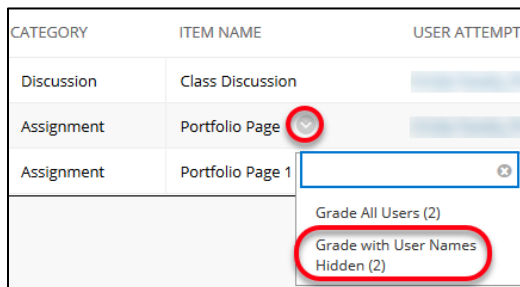 CATEGORY ITEM NAME USER ATTEMPT
Discussion Class Discussion
Assignment Portfolio Page
Assignment Portfolio Page 1
Grade All Users (2)
Grade with User Names
Hidden (2)